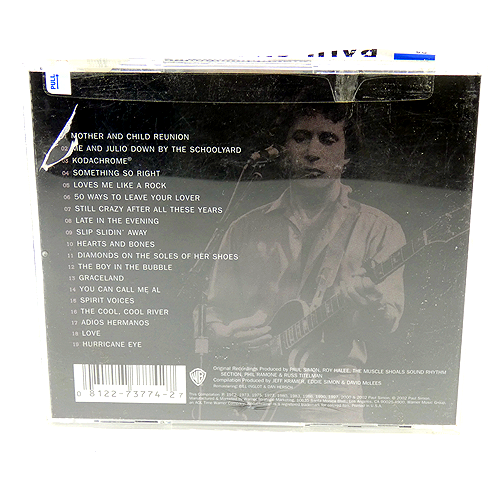 PULL
01 MOTHER AND CHILD REUNION
02 ME AND JULIO DOWN BY THE SCHOOLYARD
03 KODACHROME®
04 SOMETHING SO RIGHT
05 LOVES ME LIKE A ROCK
06 50 WAYS TO LEAVE YOUR LOVER
07 STILL CRAZY AFTER ALL THESE YEARS
08 LATE IN THE EVENING
09 SLIP SLIDIN' AWAY
10 HEARTS AND BONES
11 DIAMONDS ON THE SOLES OF HER SHOES
12 THE BOY IN THE BUBBLE
13 GRACELAND
14 YOU CAN CALL ME AL
15 SPIRIT VOICES
16 THE COOL, COOL RIVER
17 ADIOS HERMANOS
18 LOVE
19 HURRICANE EYE
Original Recordings Produced by PAUL SIMON, ROY HALEE, THE MUSCLE SHOALS SOUND RHYTHM
SECTION, PHIL RAMONE & RUSS TITELMAN
Compilation Produced by JEFF KRAMER, EDDIE SIMON & DAVID McLEES
Remastering: BILL INGLOT & DAN HERSCH
0 8122-73774-2 7